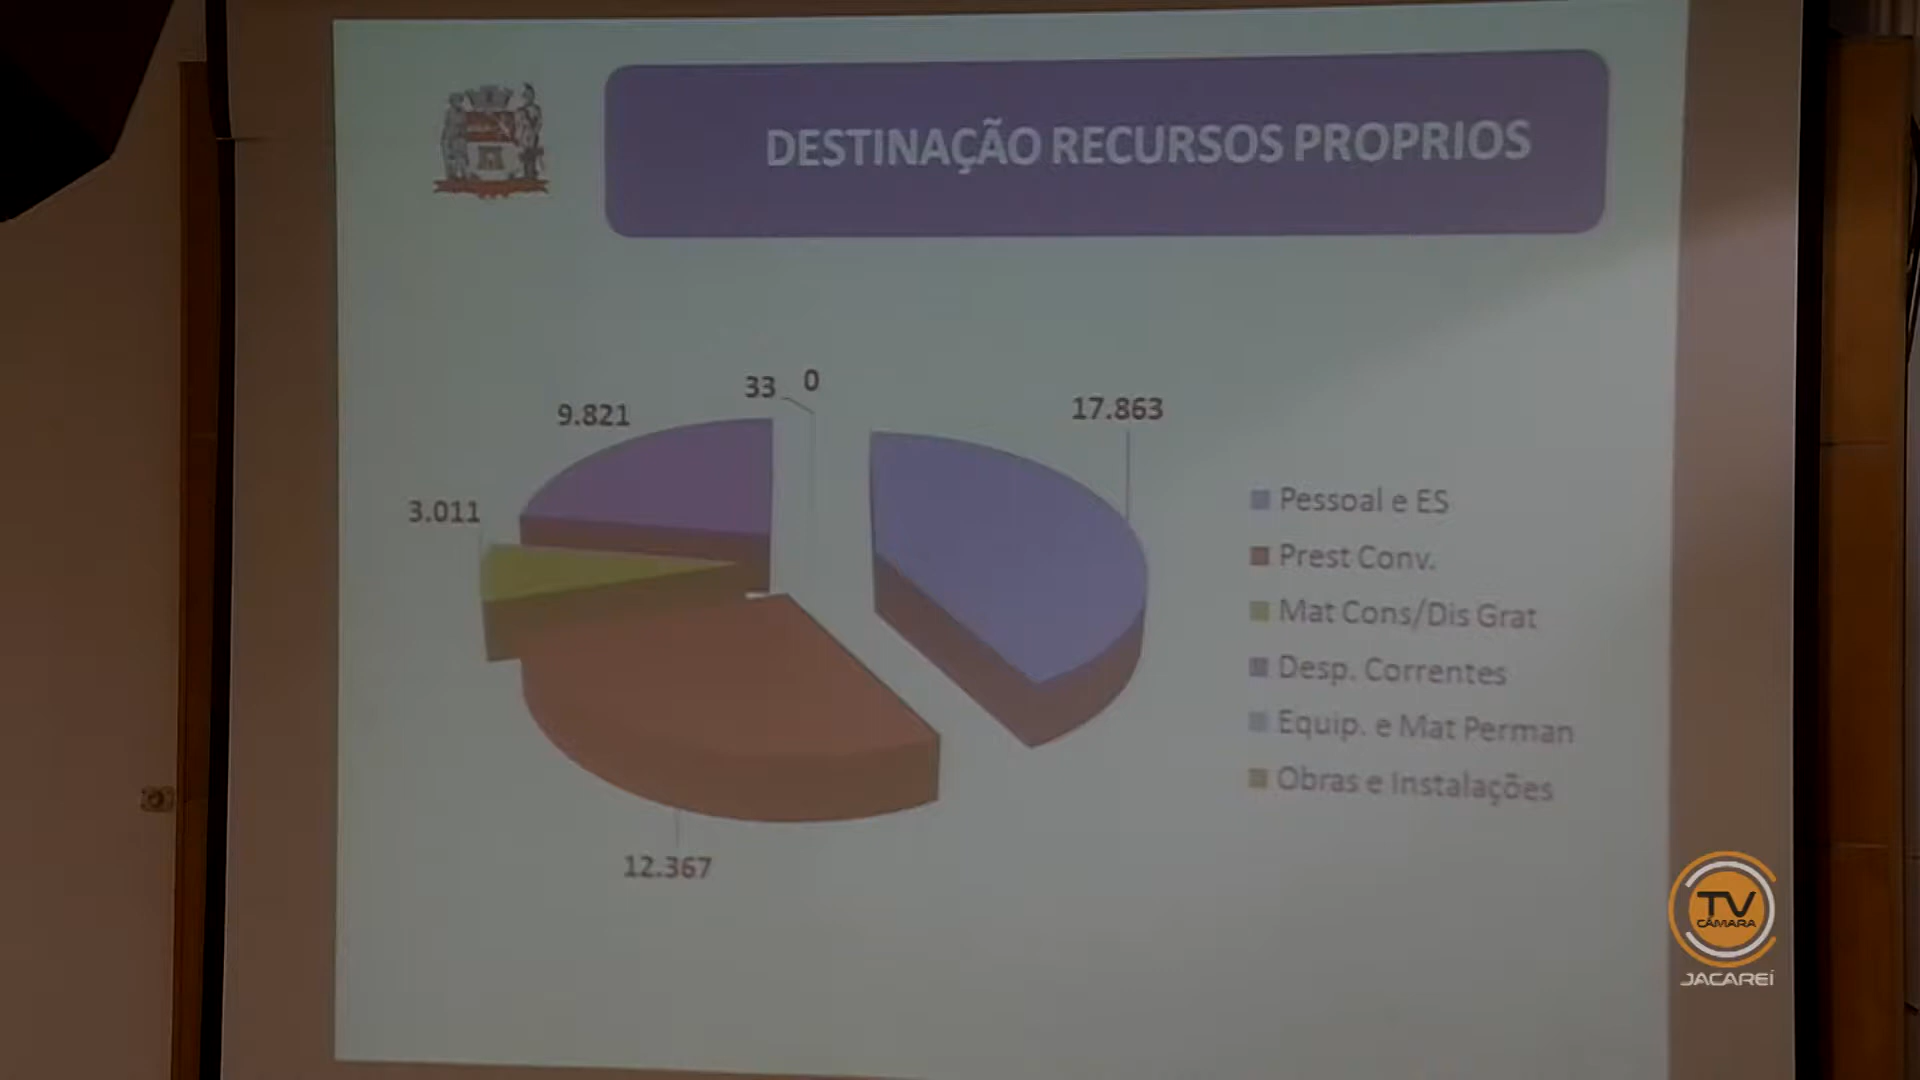 DESTINAÇÃO RECURSOS PROPRIOS
33
0
9.821
17.863
3.011
12.367
Pessoal e ES
Prest Conv.
Mat Cons/Dis Grat
Desp. Correntes
Equip. e Mat Perman
Obras e Instalações
TV
CÂMARA
JACAREÍ